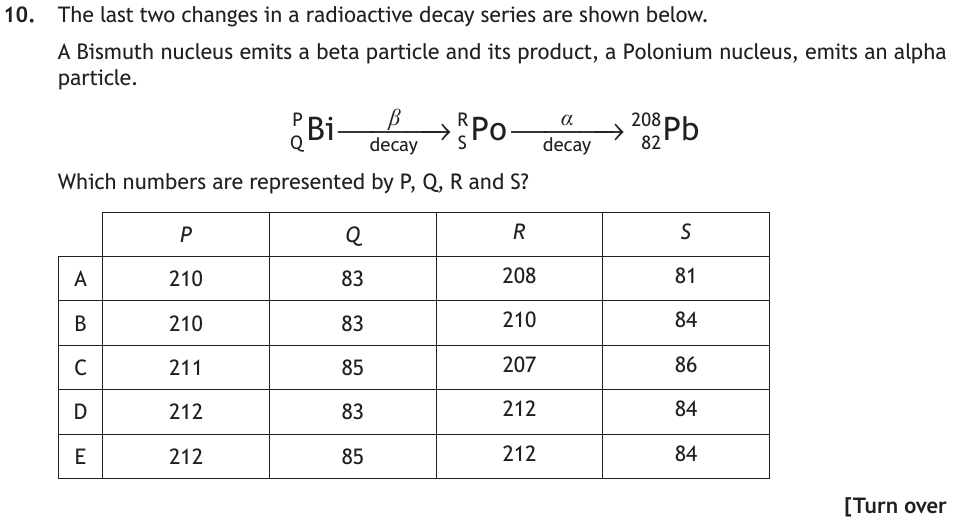 10. The last two changes in a radioactive decay series are shown below.
A Bismuth nucleus emits a beta particle and its product, a Polonium nucleus, emits an alpha
particle.
P β R α 208
Bi Po Pb
Q decay S decay 82
Which numbers are represented by P, Q, R and S?
P Q R S
A 210 83 208 81
B 210 83 210 84
C 211 85 207 86
D 212 83 212 84
E 212 85 212 84
[Turn over